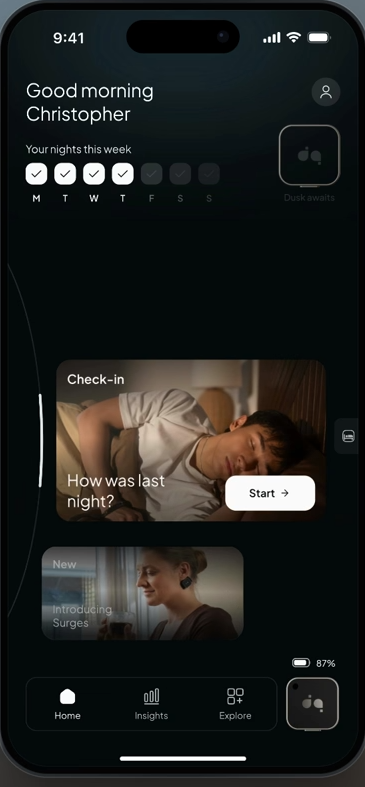 9:41
Good morning
Christopher
Your nights this week
M T W T F S S
Dusk awaits
Check-in
How was last
night?
Start →
New
Introducing
Surges
87%
Home Insights Explore